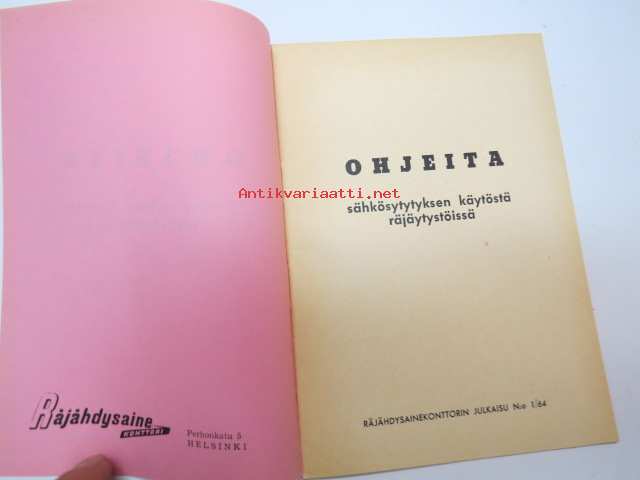 Räjähdysaine
KONTTORI
Perhonkatu 5
HELSINKI
OHJEITA
sähkösytytyksen käytöstä
räjäytystöissä
RÄJÄHDYSAINEKONTTORIN JULKAISU N:o 1/64
Antikvariaatti.net